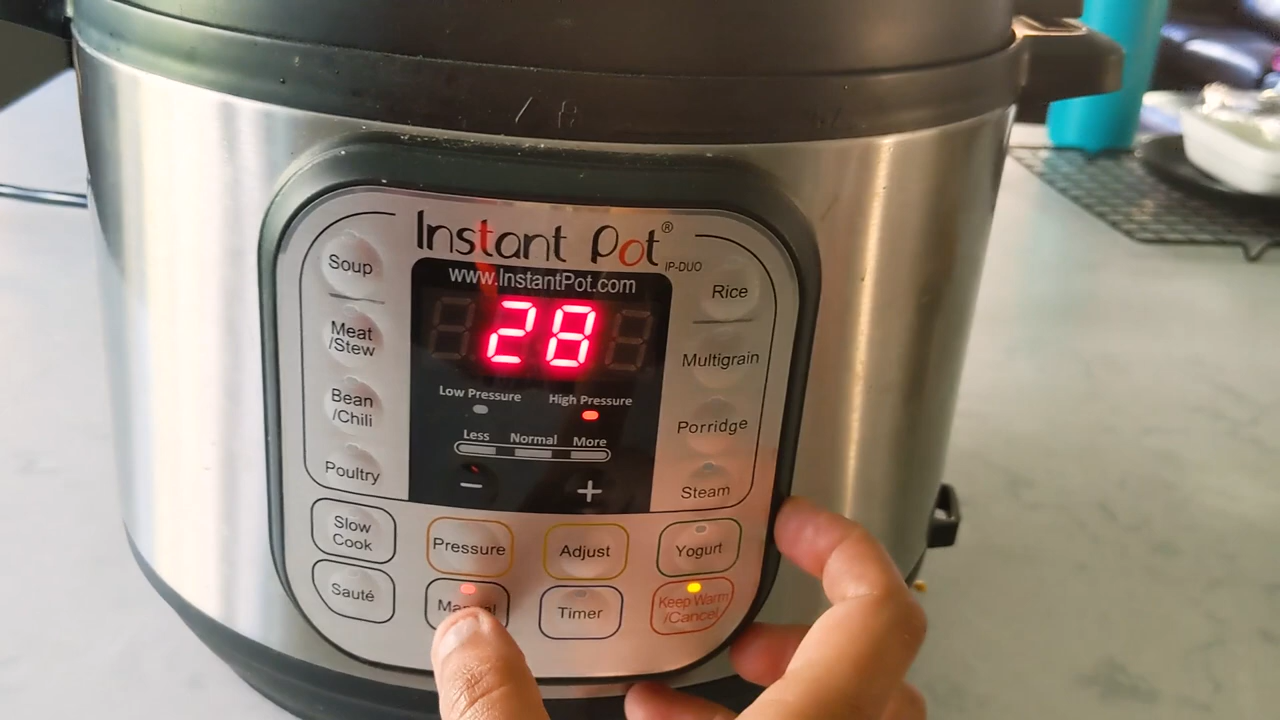 Instant Pot®
IP-DUO
www.InstantPot.com
28
Low Pressure High Pressure
Less Normal More
− +
Soup
Meat
/Stew
Bean
/Chili
Poultry
Rice
Multigrain
Porridge
Steam
Slow
Cook
Pressure
Adjust
Yogurt
Sauté
Manual
Timer
Keep Warm
/Cancel